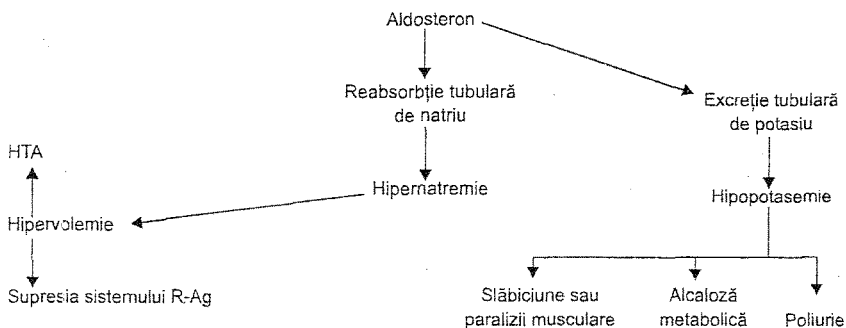 Aldosteron
Reabsorbție tubulară
de natriu
Excreție tubulară
de potasiu
HTA
Hipernatremie
Hipopotasemie
Hipervolemie
Supresia sistemului R-Ag
Slăbiciune sau
paralizii musculare
Alcaloză
metabolică
Poliurie